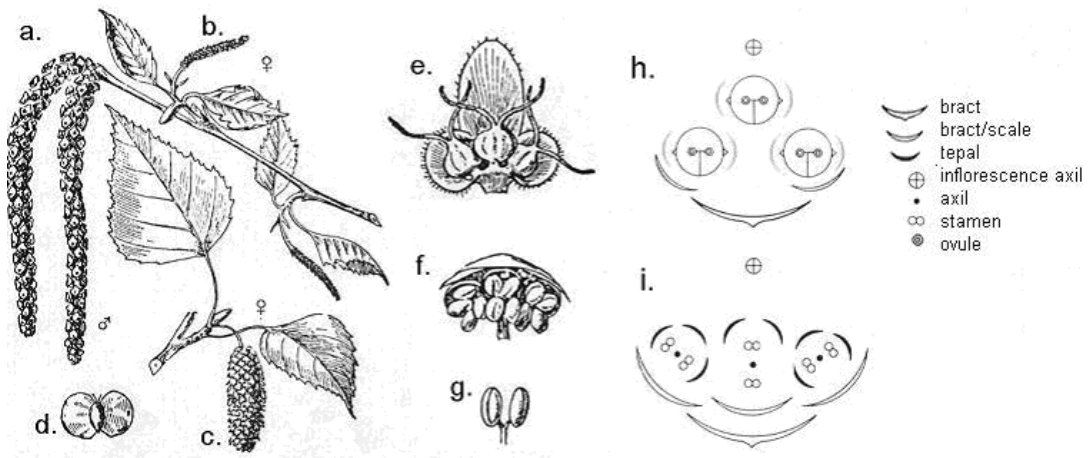 a.
b.
♀
♂
♀
c.
d.
e.
f.
g.
h.
i.
bract
bract/scale
tepal
inflorescence axil
axil
stamen
ovule